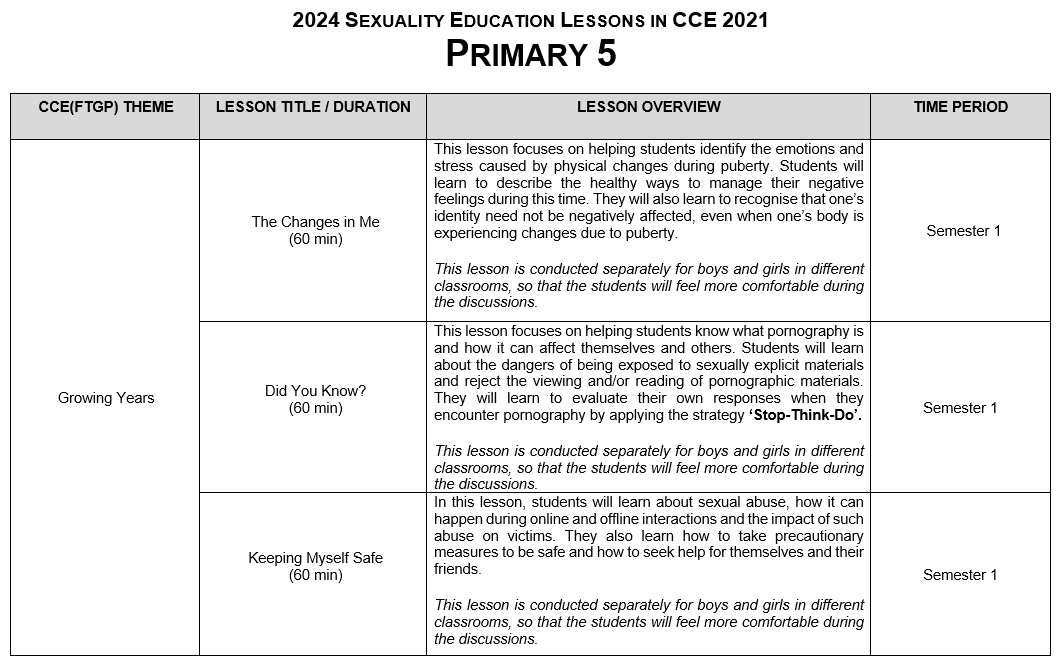 2024 SEXUALITY EDUCATION LESSONS IN CCE 2021
PRIMARY 5
CCE(FTGP) THEME
LESSON TITLE / DURATION
LESSON OVERVIEW
TIME PERIOD
Growing Years
The Changes in Me
(60 min)
This lesson focuses on helping students identify the emotions and
stress caused by physical changes during puberty. Students will
learn to describe the healthy ways to manage their negative
feelings during this time. They will also learn to recognise that one’s
identity need not be negatively affected, even when one’s body is
experiencing changes due to puberty.
This lesson is conducted separately for boys and girls in different
classrooms, so that the students will feel more comfortable during
the discussions.
Semester 1
Did You Know?
(60 min)
This lesson focuses on helping students know what pornography is
and how it can affect themselves and others. Students will learn
about the dangers of being exposed to sexually explicit materials
and reject the viewing and/or reading of pornographic materials.
They will learn to evaluate their own responses when they
encounter pornography by applying the strategy ‘Stop-Think-Do’.
This lesson is conducted separately for boys and girls in different
classrooms, so that the students will feel more comfortable during
the discussions.
Semester 1
Keeping Myself Safe
(60 min)
In this lesson, students will learn about sexual abuse, how it can
happen during online and offline interactions and the impact of such
abuse on victims. They also learn how to take precautionary
measures to be safe and how to seek help for themselves and their
friends.
This lesson is conducted separately for boys and girls in different
classrooms, so that the students will feel more comfortable during
the discussions.
Semester 1